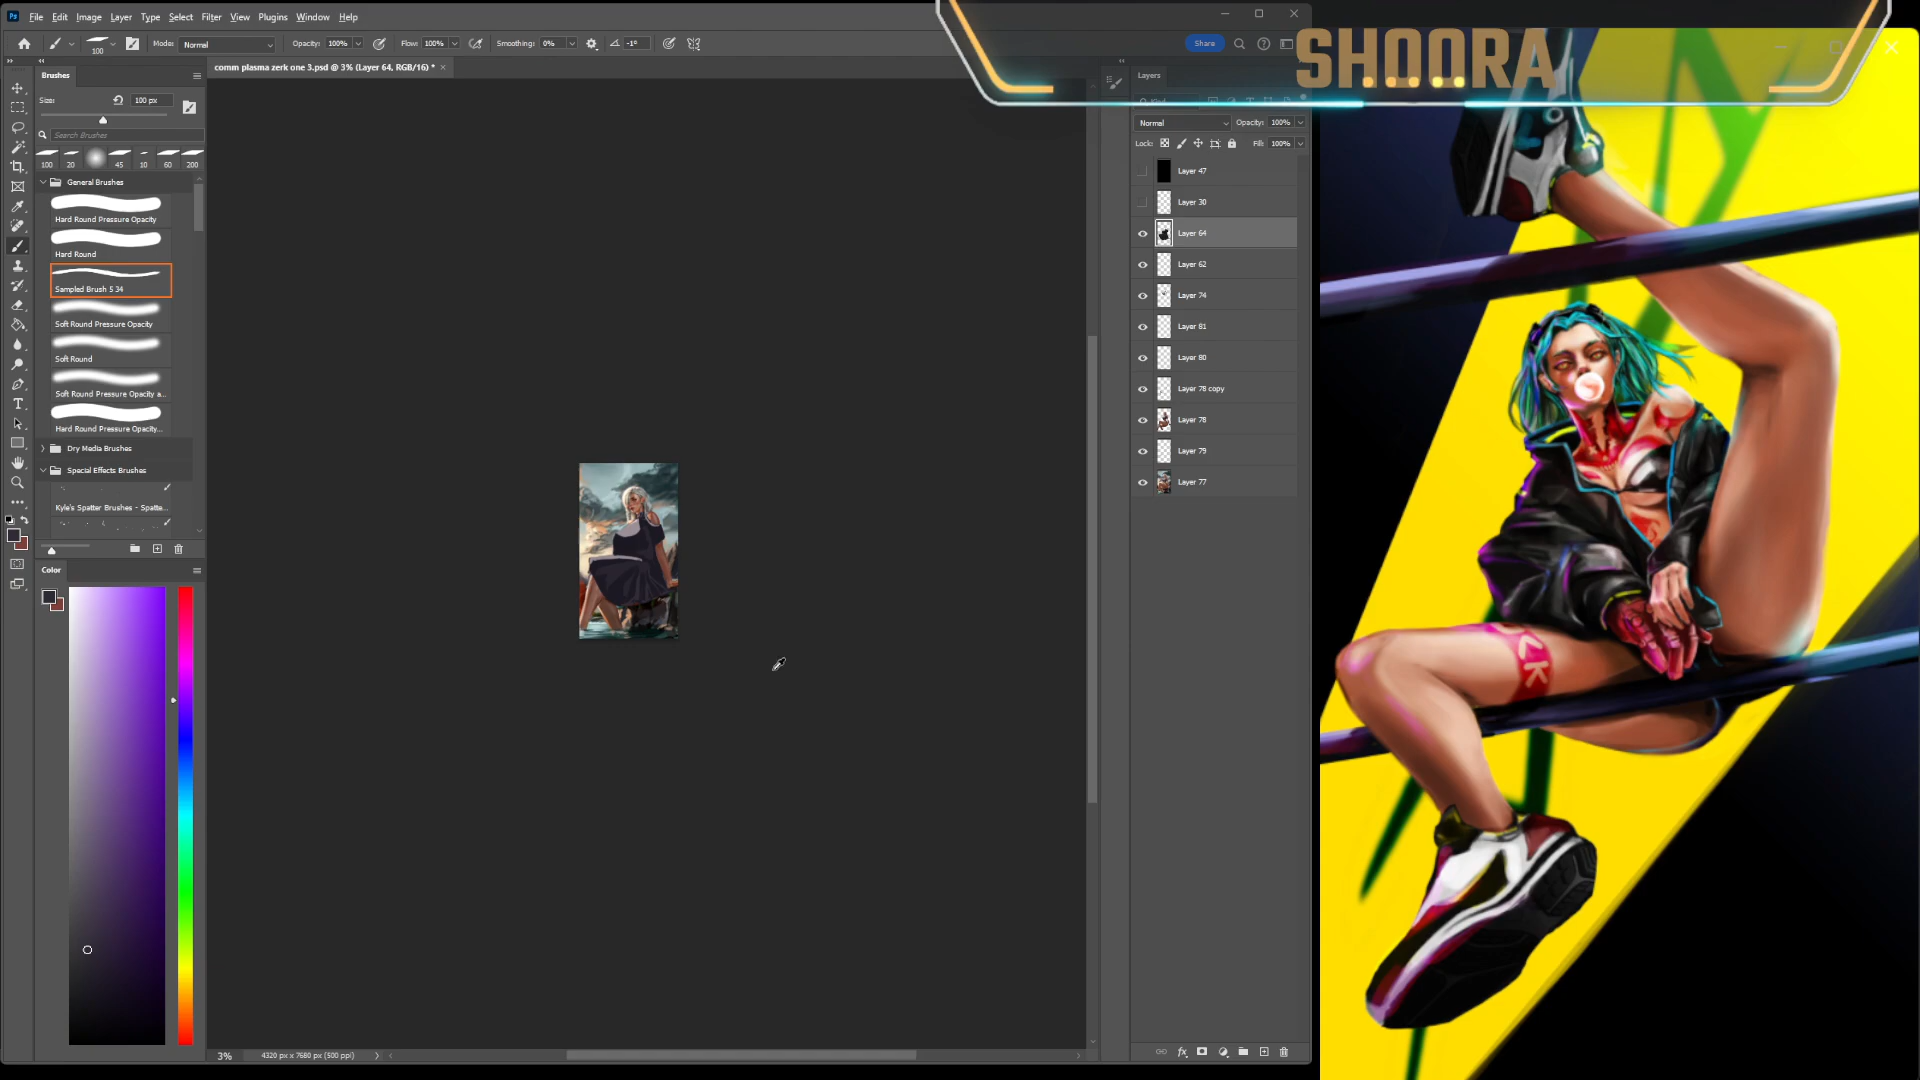 File Edit Image Layer Type Select Filter View Plugins Window Help
100 Mode: Normal Opacity: 100% Flow: 100% Smoothing: 0% -1° Share
SHOORA
Brushes
comm plasma zerk one 3.psd @ 3% (Layer 64, RGB/16) *
Size: 100 px
Search Brushes
100 20 45 10 60 200
General Brushes
Hard Round Pressure Opacity
Hard Round
Sampled Brush 5 34
Soft Round Pressure Opacity
Soft Round
Soft Round Pressure Opacity a...
Hard Round Pressure Opacity...
Dry Media Brushes
Special Effects Brushes
Kyle's Spatter Brushes - Spatte...
Color
3% 4320 px x 7680 px (500 ppi)
Layers
Normal Opacity: 100%
Lock: Fill: 100%
Layer 47
Layer 30
Layer 64
Layer 62
Layer 74
Layer 81
Layer 80
Layer 78 copy
Layer 78
Layer 79
Layer 77